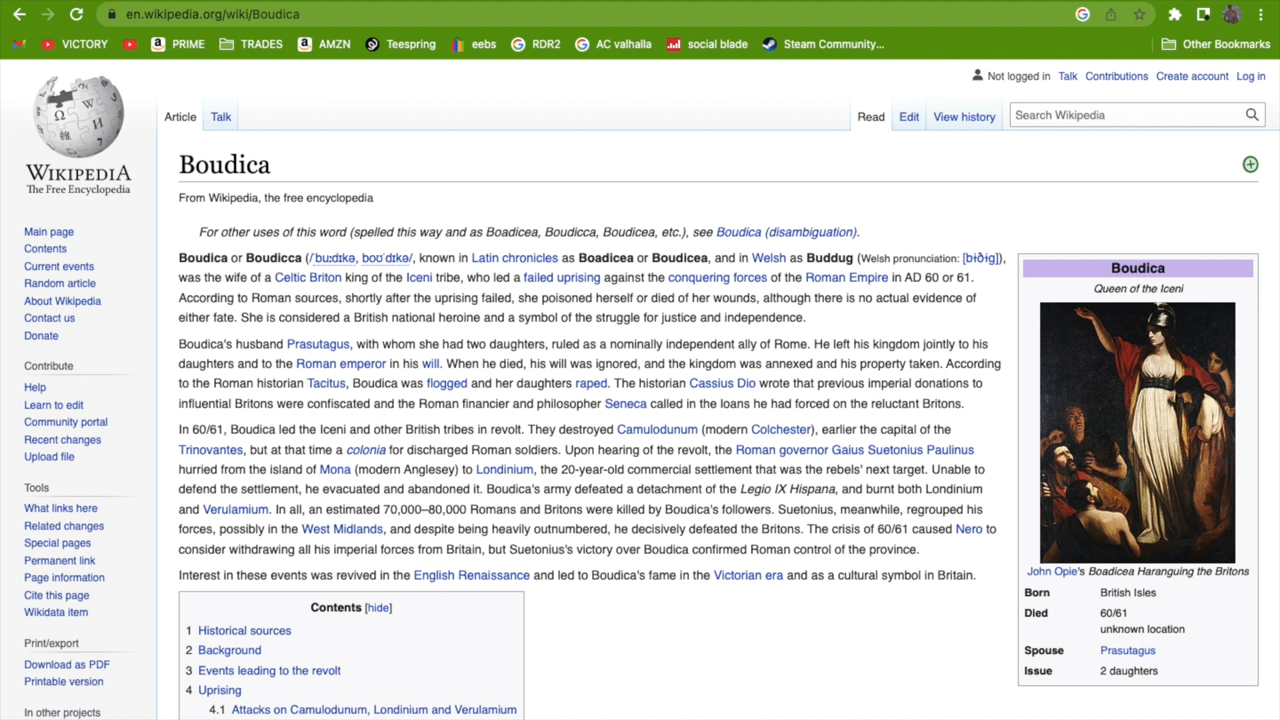 en.wikipedia.org/wiki/Boudica
VICTORY
PRIME
TRADES
AMZN
Teespring
eebs
RDR2
AC valhalla
social blade
Steam Community...
Other Bookmarks
Not logged in Talk Contributions Create account Log in
Article Talk
Read Edit View history
Search Wikipedia
WIKIPEDIA
The Free Encyclopedia
Main page
Contents
Current events
Random article
About Wikipedia
Contact us
Donate
Contribute
Help
Learn to edit
Community portal
Recent changes
Upload file
Tools
What links here
Related changes
Special pages
Permanent link
Page information
Cite this page
Wikidata item
Print/export
Download as PDF
Printable version
In other projects
Boudica
From Wikipedia, the free encyclopedia
For other uses of this word (spelled this way and as Boadicea, Boudicca, Boudicea, etc.), see Boudica (disambiguation).
Boudica or Boudicca (/ˈbuːdɪkə, boʊˈdɪkə/, known in Latin chronicles as Boadicea or Boudicea, and in Welsh as Buddug (Welsh pronunciation: [bɨ̞ðɨ̞ɡ]),
was the wife of a Celtic Briton king of the Iceni tribe, who led a failed uprising against the conquering forces of the Roman Empire in AD 60 or 61.
According to Roman sources, shortly after the uprising failed, she poisoned herself or died of her wounds, although there is no actual evidence of
either fate. She is considered a British national heroine and a symbol of the struggle for justice and independence.
Boudica's husband Prasutagus, with whom she had two daughters, ruled as a nominally independent ally of Rome. He left his kingdom jointly to his
daughters and to the Roman emperor in his will. When he died, his will was ignored, and the kingdom was annexed and his property taken. According
to the Roman historian Tacitus, Boudica was flogged and her daughters raped. The historian Cassius Dio wrote that previous imperial donations to
influential Britons were confiscated and the Roman financier and philosopher Seneca called in the loans he had forced on the reluctant Britons.
In 60/61, Boudica led the Iceni and other British tribes in revolt. They destroyed Camulodunum (modern Colchester), earlier the capital of the
Trinovantes, but at that time a colonia for discharged Roman soldiers. Upon hearing of the revolt, the Roman governor Gaius Suetonius Paulinus
hurried from the island of Mona (modern Anglesey) to Londinium, the 20-year-old commercial settlement that was the rebels' next target. Unable to
defend the settlement, he evacuated and abandoned it. Boudica's army defeated a detachment of the Legio IX Hispana, and burnt both Londinium
and Verulamium. In all, an estimated 70,000–80,000 Romans and Britons were killed by Boudica's followers. Suetonius, meanwhile, regrouped his
forces, possibly in the West Midlands, and despite being heavily outnumbered, he decisively defeated the Britons. The crisis of 60/61 caused Nero to
consider withdrawing all his imperial forces from Britain, but Suetonius's victory over Boudica confirmed Roman control of the province.
Interest in these events was revived in the English Renaissance and led to Boudica's fame in the Victorian era and as a cultural symbol in Britain.
Contents [hide]
1 Historical sources
2 Background
3 Events leading to the revolt
4 Uprising
4.1 Attacks on Camulodunum, Londinium and Verulamium
Boudica
Queen of the Iceni
John Opie's Boadicea Haranguing the Britons
Born British Isles
Died 60/61
unknown location
Spouse Prasutagus
Issue 2 daughters